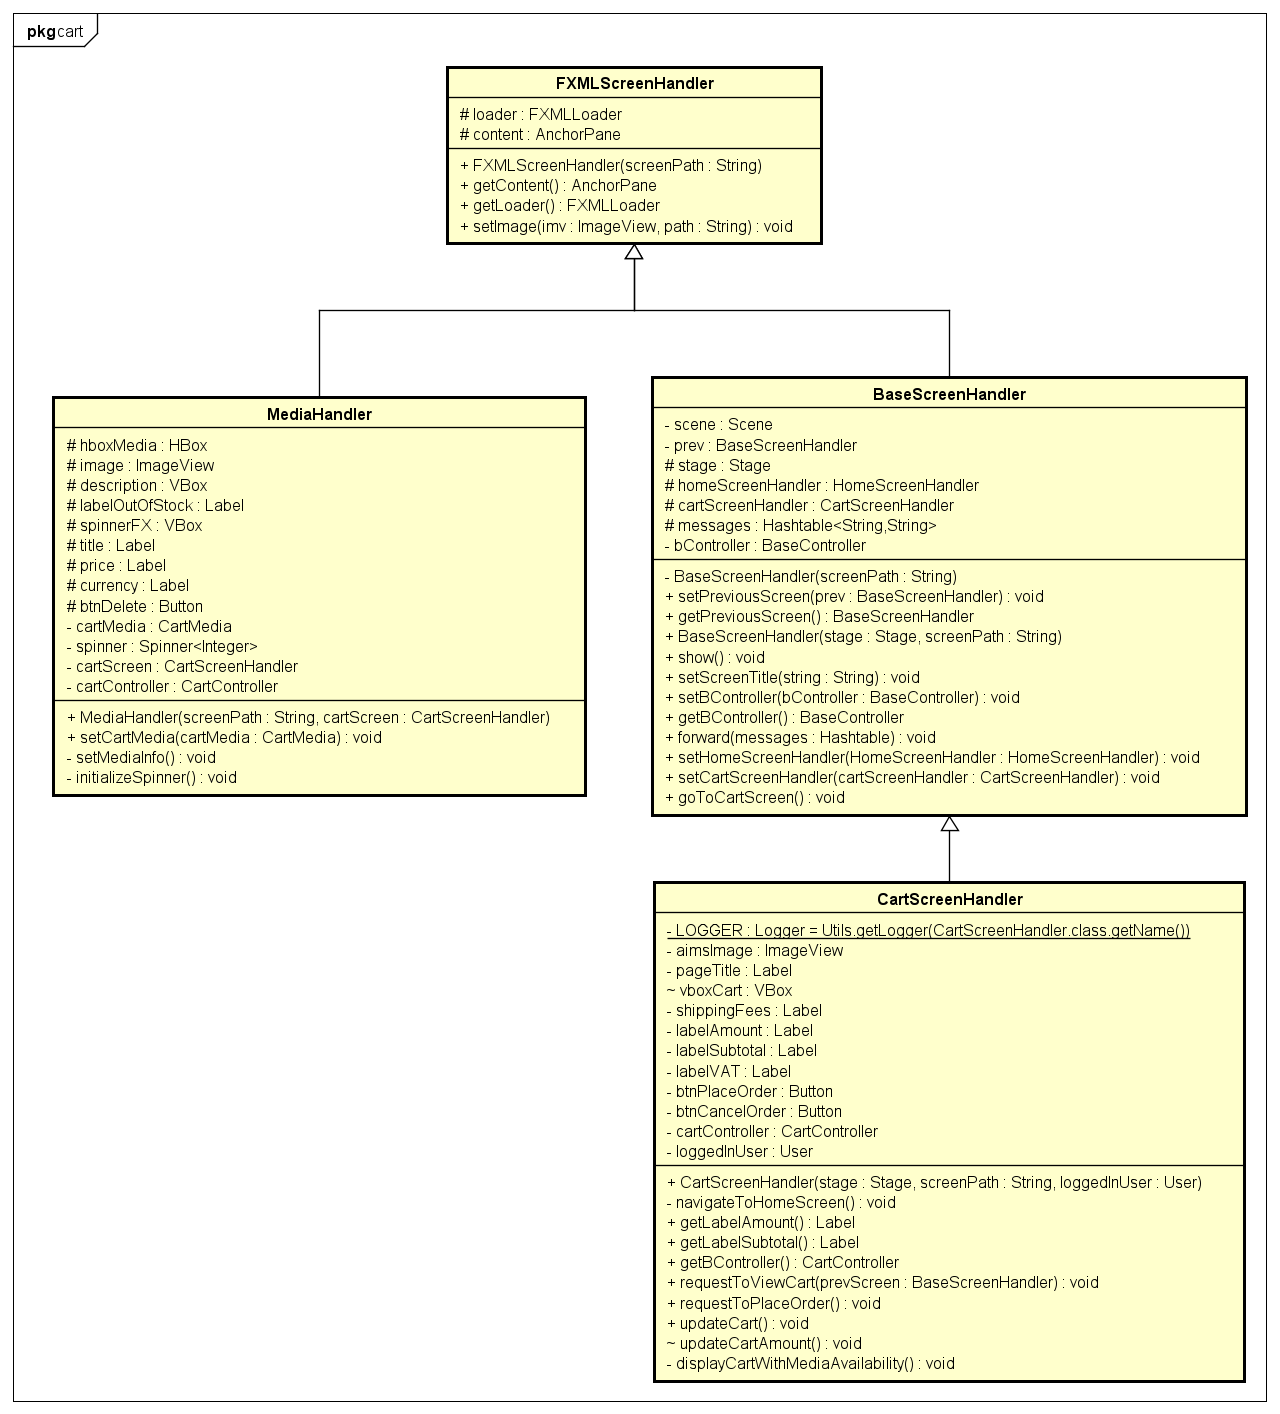 pkg cart
FXMLScreenHandler
# loader : FXMLLoader
# content : AnchorPane
+ FXMLScreenHandler(screenPath : String)
+ getContent() : AnchorPane
+ getLoader() : FXMLLoader
+ setImage(imv : ImageView, path : String) : void
MediaHandler
# hboxMedia : HBox
# image : ImageView
# description : VBox
# labelOutOfStock : Label
# spinnerFX : VBox
# title : Label
# price : Label
# currency : Label
# btnDelete : Button
- cartMedia : CartMedia
- spinner : Spinner<Integer>
- cartScreen : CartScreenHandler
- cartController : CartController
+ MediaHandler(screenPath : String, cartScreen : CartScreenHandler)
+ setCartMedia(cartMedia : CartMedia) : void
- setMediaInfo() : void
- initializeSpinner() : void
BaseScreenHandler
- scene : Scene
- prev : BaseScreenHandler
# stage : Stage
# homeScreenHandler : HomeScreenHandler
# cartScreenHandler : CartScreenHandler
# messages : Hashtable<String,String>
- bController : BaseController
- BaseScreenHandler(screenPath : String)
+ setPreviousScreen(prev : BaseScreenHandler) : void
+ getPreviousScreen() : BaseScreenHandler
+ BaseScreenHandler(stage : Stage, screenPath : String)
+ show() : void
+ setScreenTitle(string : String) : void
+ setBController(bController : BaseController) : void
+ getBController() : BaseController
+ forward(messages : Hashtable) : void
+ setHomeScreenHandler(HomeScreenHandler : HomeScreenHandler) : void
+ setCartScreenHandler(cartScreenHandler : CartScreenHandler) : void
+ goToCartScreen() : void
CartScreenHandler
- LOGGER : Logger = Utils.getLogger(CartScreenHandler.class.getName())
- aimsImage : ImageView
- pageTitle : Label
~ vboxCart : VBox
- shippingFees : Label
- labelAmount : Label
- labelSubtotal : Label
- labelVAT : Label
- btnPlaceOrder : Button
- btnCancelOrder : Button
- cartController : CartController
- loggedInUser : User
+ CartScreenHandler(stage : Stage, screenPath : String, loggedInUser : User)
- navigateToHomeScreen() : void
+ getLabelAmount() : Label
+ getLabelSubtotal() : Label
+ getBController() : CartController
+ requestToViewCart(prevScreen : BaseScreenHandler) : void
+ requestToPlaceOrder() : void
+ updateCart() : void
~ updateCartAmount() : void
- displayCartWithMediaAvailability() : void